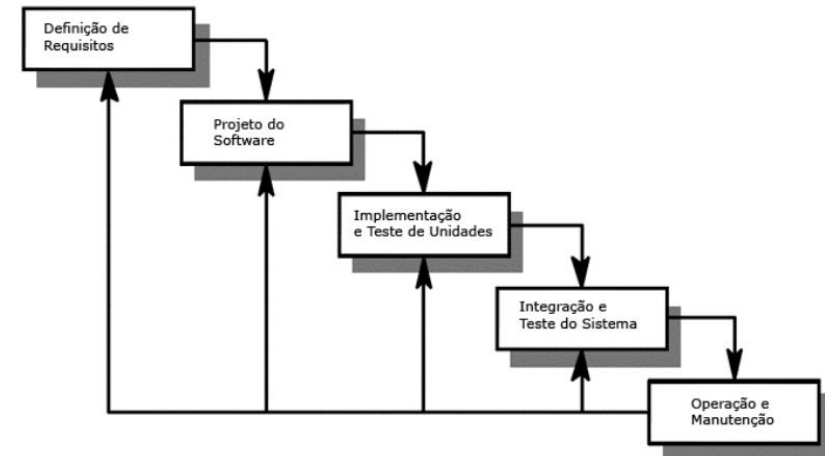 Definição de
Requisitos
Projeto do
Software
Implementação
e Teste de Unidades
Integração e
Teste do Sistema
Operação e
Manutenção